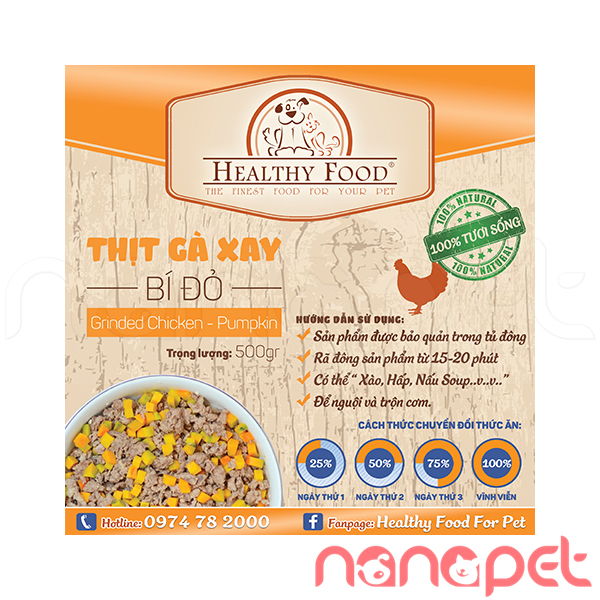 HEALTHY FOOD®
THE FINEST FOOD FOR YOUR PET
100% NATURAL
100% TƯƠI SỐNG
100% NATURAL
THỊT GÀ XAY
BÍ ĐỎ
Grinded Chicken - Pumpkin
Trọng lượng: 500gr
HƯỚNG DẪN SỬ DỤNG:
Sản phẩm được bảo quản trong tủ đông
Rã đông sản phẩm từ 15-20 phút
Có thể “ Xào, Hấp, Nấu Soup..v..v..”
Để nguội và trộn cơm.
CÁCH THỨC CHUYỂN ĐỔI THỨC ĂN:
25% 50% 75% 100%
NGÀY THỨ 1 NGÀY THỨ 2 NGÀY THỨ 3 VĨNH VIỄN
Hotline: 0974 78 2000
Fanpage: Healthy Food For Pet
nanapet
nanapet